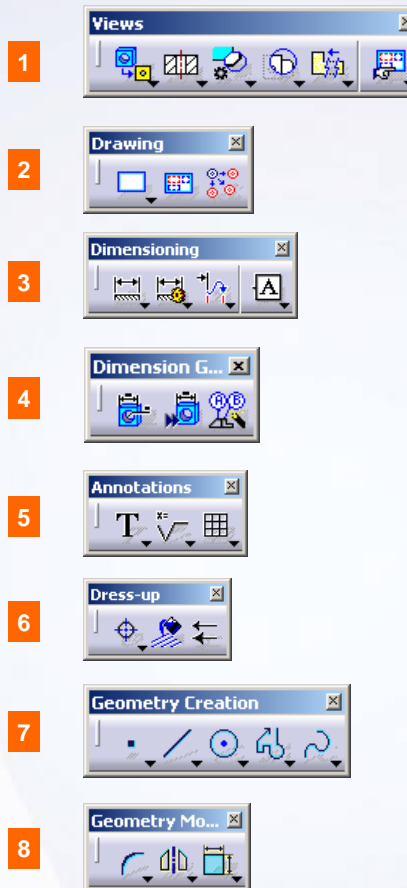 Views
1
Drawing
2
Dimensioning
3
A
Dimension G...
4
A B
Annotations
5
T x=
Dress-up
6
Geometry Creation
7
Geometry Mo...
8